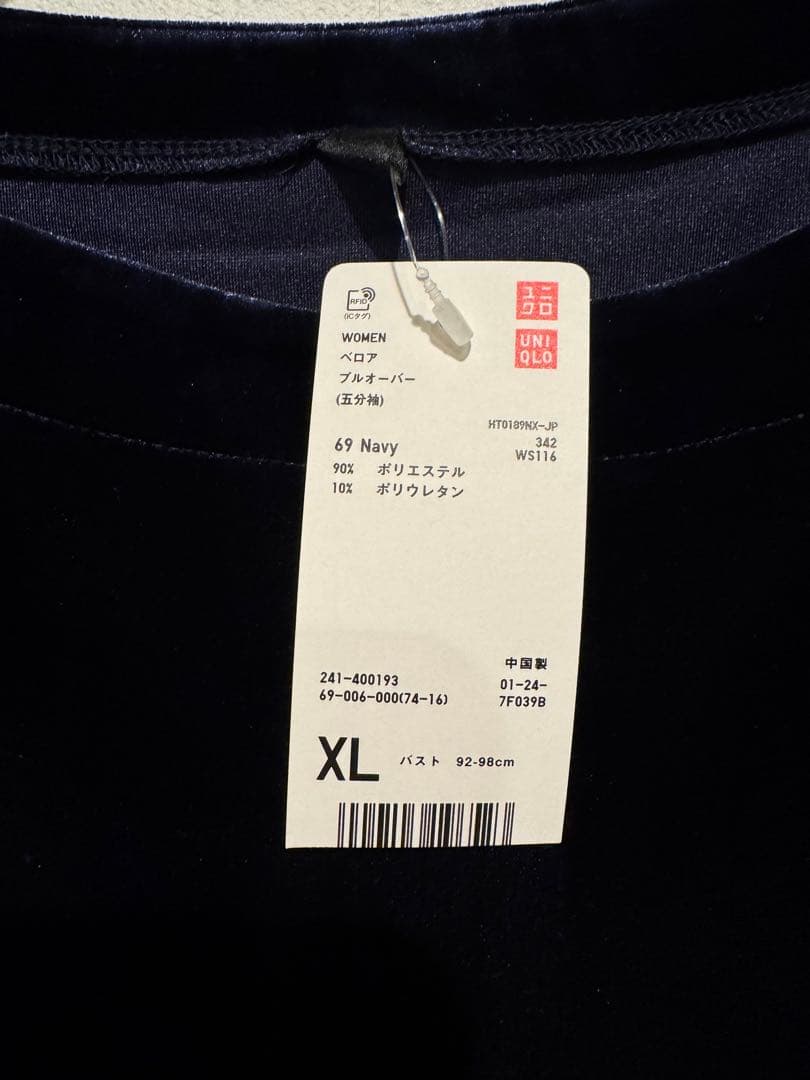 RFID
(ICタグ)
ユニ
クロ
UNI
QLO
WOMEN
ベロア
プルオーバー
(五分袖)
HT0189NX-JP
342
WS116
69 Navy
90% ポリエステル
10% ポリウレタン
中国製
241-400193
01-24-
69-006-000(74-16)
7F039B
XL バスト 92-98cm